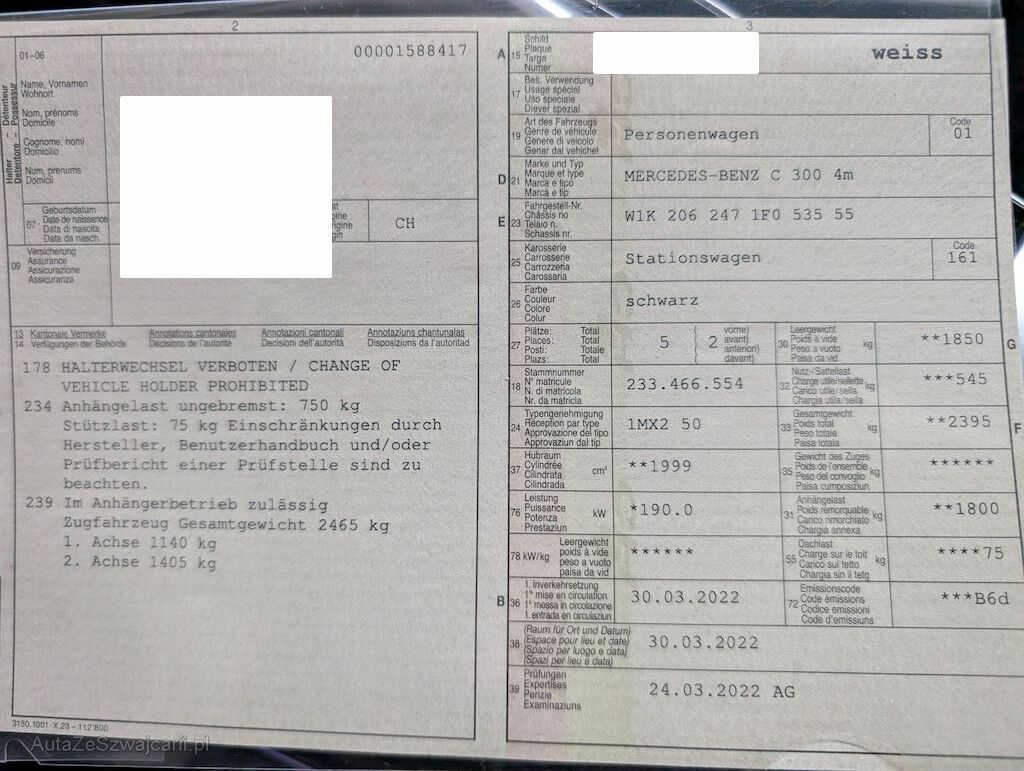 2
01-06
00001588417
Halter - Détenteur
Detentore - Possessur
Name, Vornamen
Wohnort
Nom, prénoms
Domicile
Cognome, nomi
Domicilio
Num, prenums
Domicil
07
Geburtsdatum
Date de naissance
Data di nascita
Data da nasch.
CH
09
Versicherung
Assurance
Assicurazione
Assicuranza
13 Kantonale Vermerke Annotations cantonales Annotazioni cantonali Annotaziuns chantunalas
14 Verfügungen der Behörde Décisions de l'autorité Decisioni dell'autorità Disposiziuns da l'autoritad
178 HALTERWECHSEL VERBOTEN / CHANGE OF
VEHICLE HOLDER PROHIBITED
234 Anhängelast ungebremst: 750 kg
Stützlast: 75 kg Einschränkungen durch
Hersteller, Benutzerhandbuch und/oder
Prüfbericht einer Prüfstelle sind zu
beachten.
239 Im Anhängerbetrieb zulässig
Zugfahrzeug Gesamtgewicht 2465 kg
1. Achse 1140 kg
2. Achse 1405 kg
3130.1001 X.23 - 112'800
AutaZeSzwajcarii.pl
3
A 15
Schild
Plaque
Targa
Numer
weiss
17
Bes. Verwendung
Usage spécial
Uso speciale
Diever spezial
19
Art des Fahrzeugs
Genre de véhicule
Genere di veicolo
Gener dal vehichel
Personenwagen
Code
01
D 21
Marke und Typ
Marque et type
Marca e tipo
Marca e tip
MERCEDES-BENZ C 300 4m
E 23
Fahrgestell-Nr.
Châssis no
Telaio n.
Schassis nr.
W1K 206 247 1F0 535 55
25
Karosserie
Carrosserie
Carrozzeria
Carossaria
Stationswagen
Code
161
26
Farbe
Couleur
Colore
Colur
schwarz
27
Plätze: Total
Places: Total
Posti: Totale
Plazs: Total
5
2
vorne)
avant)
anteriori)
davant)
30
Leergewicht
Poids à vide
Peso a vuoto
Paisa da vid
kg
**1850
G
18
Stammnummer
N° matricule
N. di matricola
Nr. da matricla
233.466.554
32
Nutz-/Sattellast
Charge utile/sellette
Carico utile/sella
Chargia utila/sella
kg
***545
24
Typengenehmigung
Réception par type
Approvazione del tipo
Approvaziun dal tip
1MX2 50
33
Gesamtgewicht
Poids total
Peso totale
Paisa totala
kg
**2395
F
37
Hubraum
Cylindrée
Cilindrata
Cilindrada
cm³
**1999
35
Gewicht des Zuges
Poids de l'ensemble
Peso del convoglio
Paisa cumposiziun
kg
******
76
Leistung
Puissance
Potenza
Prestaziun
kW
*190.0
31
Anhängelast
Poids remorquable
Carico rimorchiato
Chargia annexa
kg
**1800
78 kW/kg
Leergewicht
poids à vide
peso a vuoto
paisa da vid
******
55
Dachlast
Charge sur le toit
Carico sul tetto
Chargia sin il tetg
kg
****75
B 36
1. Inverkehrsetzung
1re mise en circulation
1a messa in circolazione
1. entrada en circulaziun
30.03.2022
72
Emissionscode
Code émissions
Codice emissioni
Code d'emissiuns
***B6d
38
(Raum für Ort und Datum)
(Espace pour lieu et date)
(Spazio per luogo e data)
(Spazi per lieu e data)
30.03.2022
39
Prüfungen
Expertises
Perizie
Examinaziuns
24.03.2022 AG